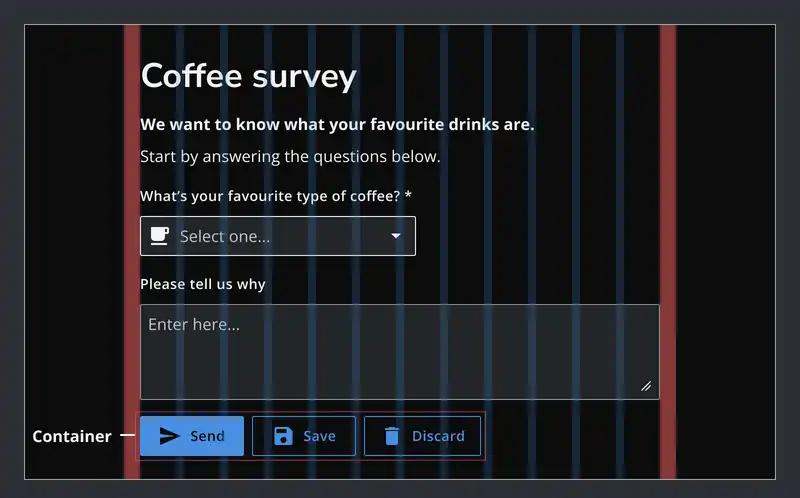 Coffee survey
We want to know what your favourite drinks are.
Start by answering the questions below.
What’s your favourite type of coffee? *
Select one...
Please tell us why
Enter here...
Container
Send Save Discard